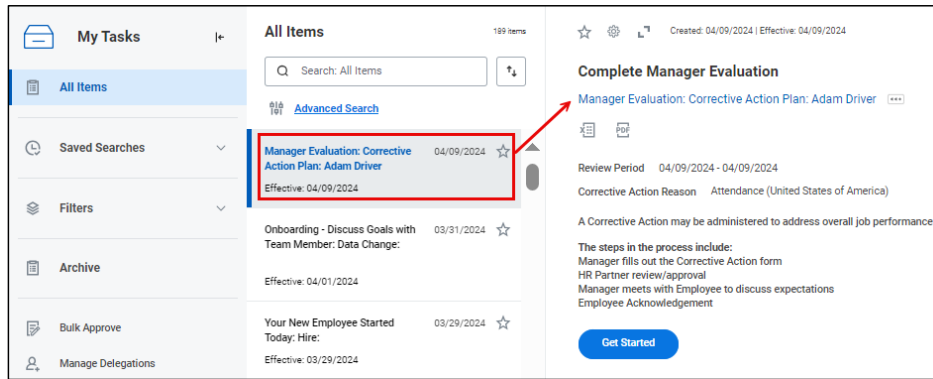 My Tasks
All Items
Saved Searches
Filters
Archive
Bulk Approve
Manage Delegations
All Items
199 items
Search: All Items
Advanced Search
Manager Evaluation: Corrective 04/09/2024
Action Plan: Adam Driver
Effective: 04/09/2024
Onboarding - Discuss Goals with 03/31/2024
Team Member: Data Change:
Effective: 04/01/2024
Your New Employee Started 03/29/2024
Today: Hire:
Effective: 03/29/2024
Created: 04/09/2024 | Effective: 04/09/2024
Complete Manager Evaluation
Manager Evaluation: Corrective Action Plan: Adam Driver
PDF
Review Period 04/09/2024 - 04/09/2024
Corrective Action Reason Attendance (United States of America)
A Corrective Action may be administered to address overall job performance
The steps in the process include:
Manager fills out the Corrective Action form
HR Partner review/approval
Manager meets with Employee to discuss expectations
Employee Acknowledgement
Get Started